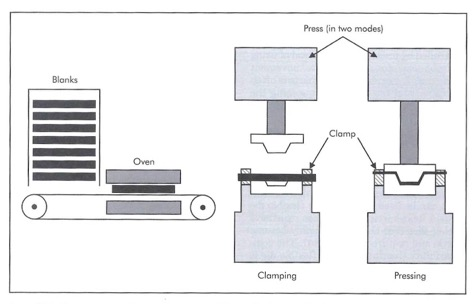 Press (in two modes)
Blanks
Oven
Clamp
Clamping
Pressing